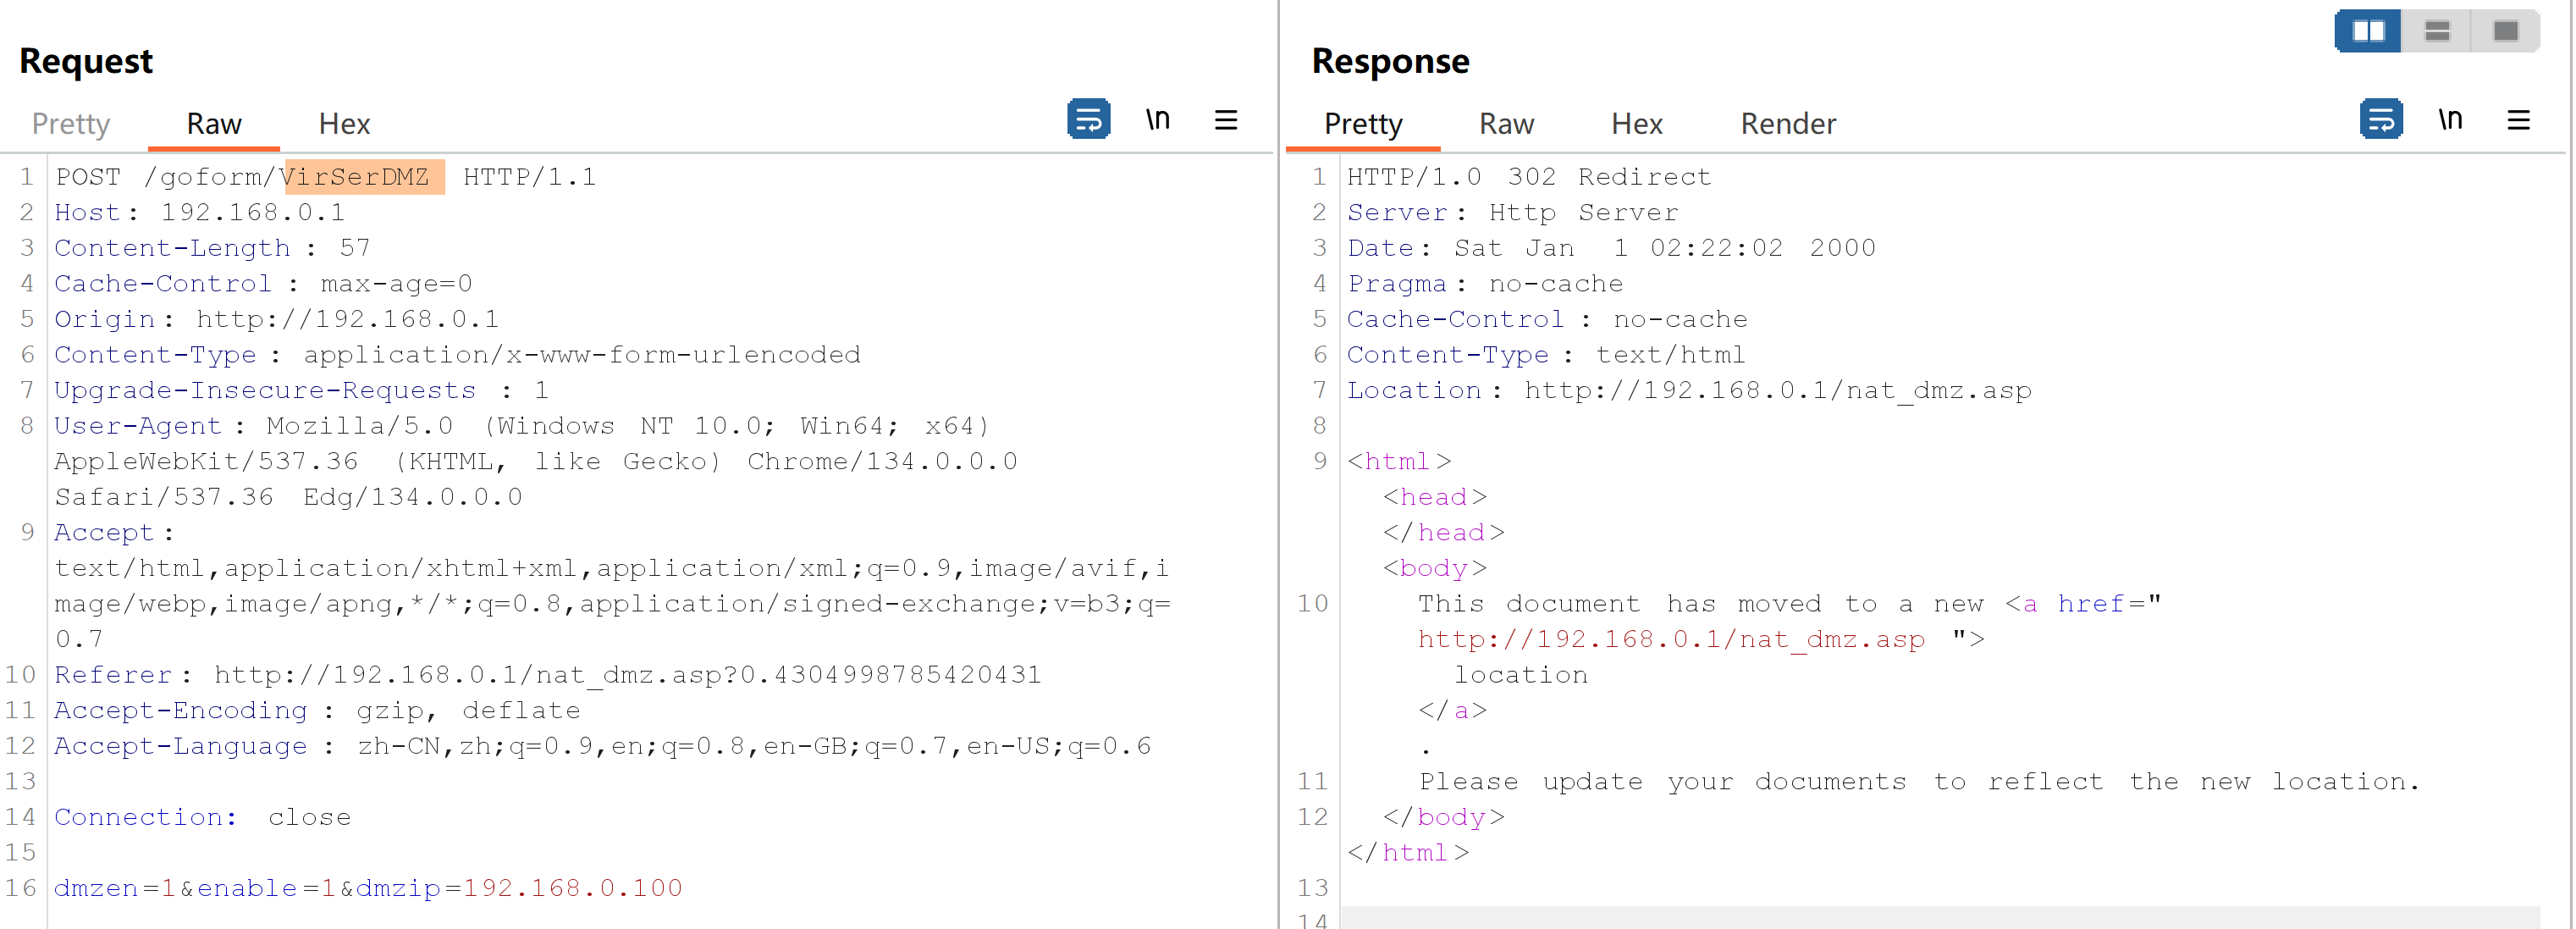 Request
Pretty Raw Hex \n
1 POST /goform/VirSerDMZ HTTP/1.1
2 Host: 192.168.0.1
3 Content-Length : 57
4 Cache-Control : max-age=0
5 Origin: http://192.168.0.1
6 Content-Type : application/x-www-form-urlencoded
7 Upgrade-Insecure-Requests : 1
8 User-Agent : Mozilla/5.0 (Windows NT 10.0; Win64; x64)
AppleWebKit/537.36 (KHTML, like Gecko) Chrome/134.0.0.0
Safari/537.36 Edg/134.0.0.0
9 Accept :
text/html,application/xhtml+xml,application/xml;q=0.9,image/avif,i
mage/webp,image/apng,*/*;q=0.8,application/signed-exchange;v=b3;q=
0.7
10 Referer: http://192.168.0.1/nat_dmz.asp?0.4304998785420431
11 Accept-Encoding : gzip, deflate
12 Accept-Language : zh-CN,zh;q=0.9,en;q=0.8,en-GB;q=0.7,en-US;q=0.6
13
14 Connection: close
15
16 dmzen=1&enable=1&dmzip=192.168.0.100
Response
Pretty Raw Hex Render \n
1 HTTP/1.0 302 Redirect
2 Server: Http Server
3 Date: Sat Jan 1 02:22:02 2000
4 Pragma: no-cache
5 Cache-Control : no-cache
6 Content-Type : text/html
7 Location: http://192.168.0.1/nat_dmz.asp
8
9 <html>
<head>
</head>
<body>
10 This document has moved to a new <a href="
http://192.168.0.1/nat_dmz.asp ">
location
</a>
.
11 Please update your documents to reflect the new location.
12 </body>
</html>
13
14